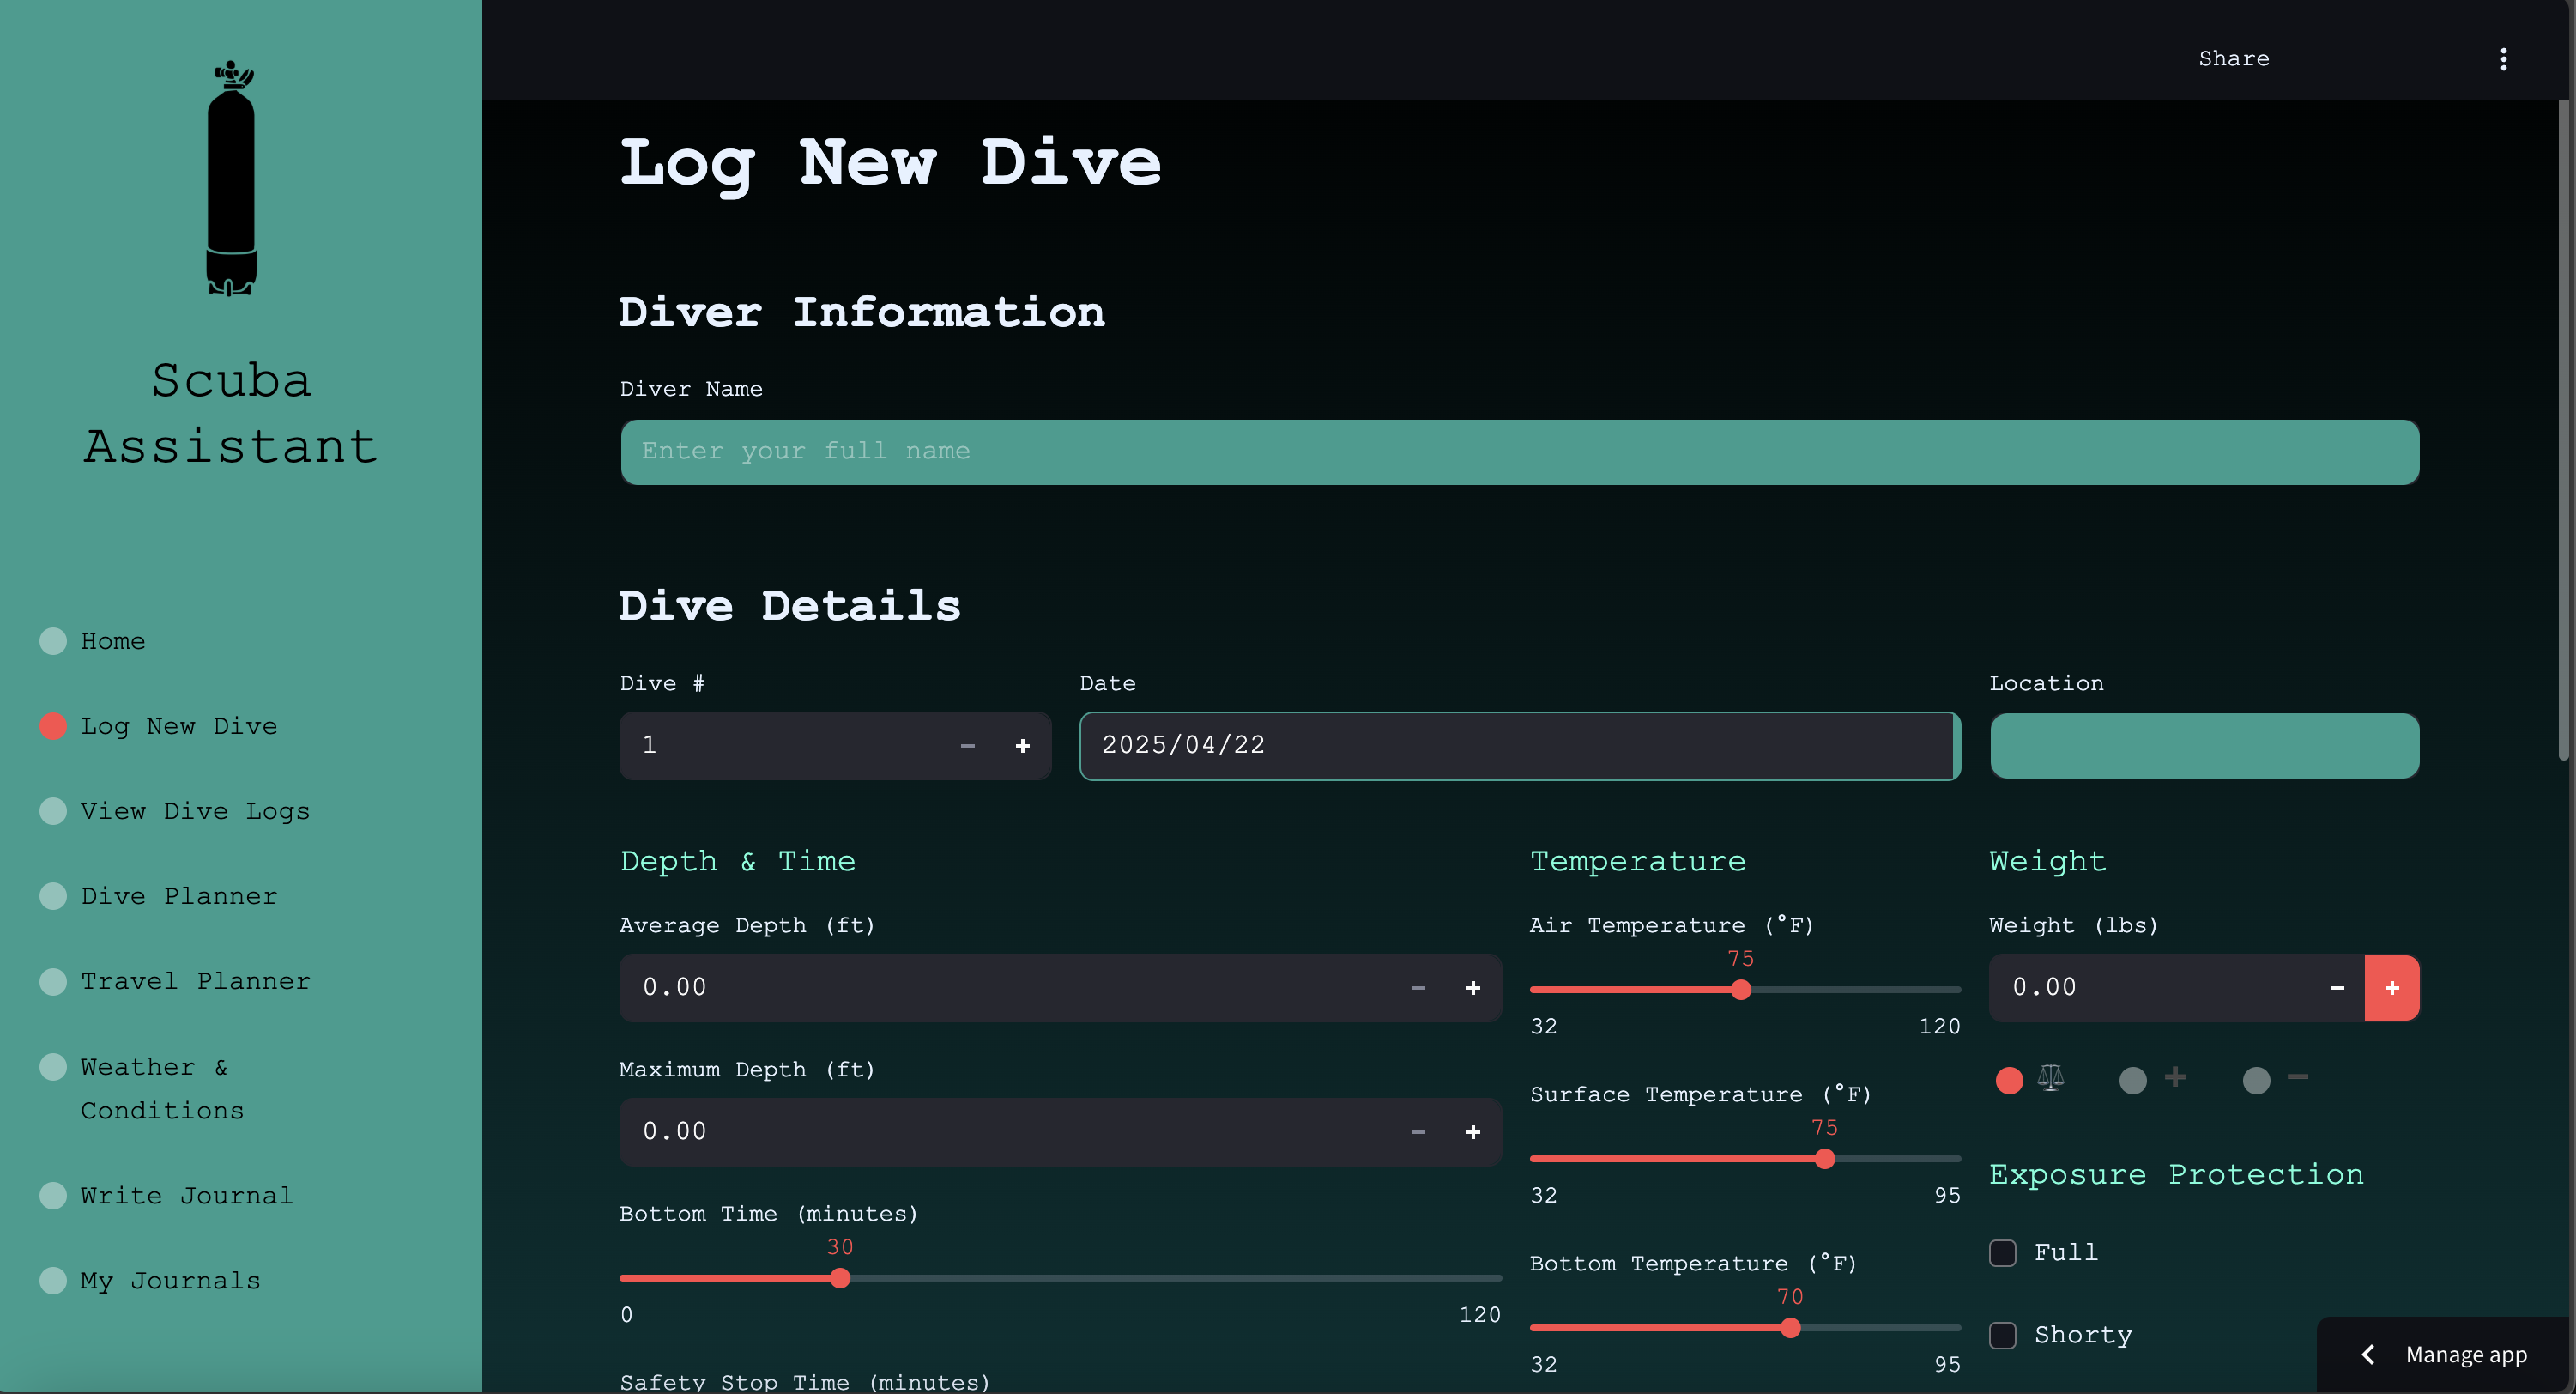 Scuba
Assistant
Home
Log New Dive
View Dive Logs
Dive Planner
Travel Planner
Weather &
Conditions
Write Journal
My Journals
Share
Log New Dive
Diver Information
Diver Name
Enter your full name
Dive Details
Dive #
Date
Location
1
2025/04/22
Depth & Time
Temperature
Weight
Average Depth (ft)
0.00
Maximum Depth (ft)
0.00
Bottom Time (minutes)
30
0 120
Safety Stop Time (minutes)
Air Temperature (°F)
75
32 120
Surface Temperature (°F)
75
32 95
Bottom Temperature (°F)
70
32 95
Weight (lbs)
0.00
Exposure Protection
Full
Shorty
Manage app